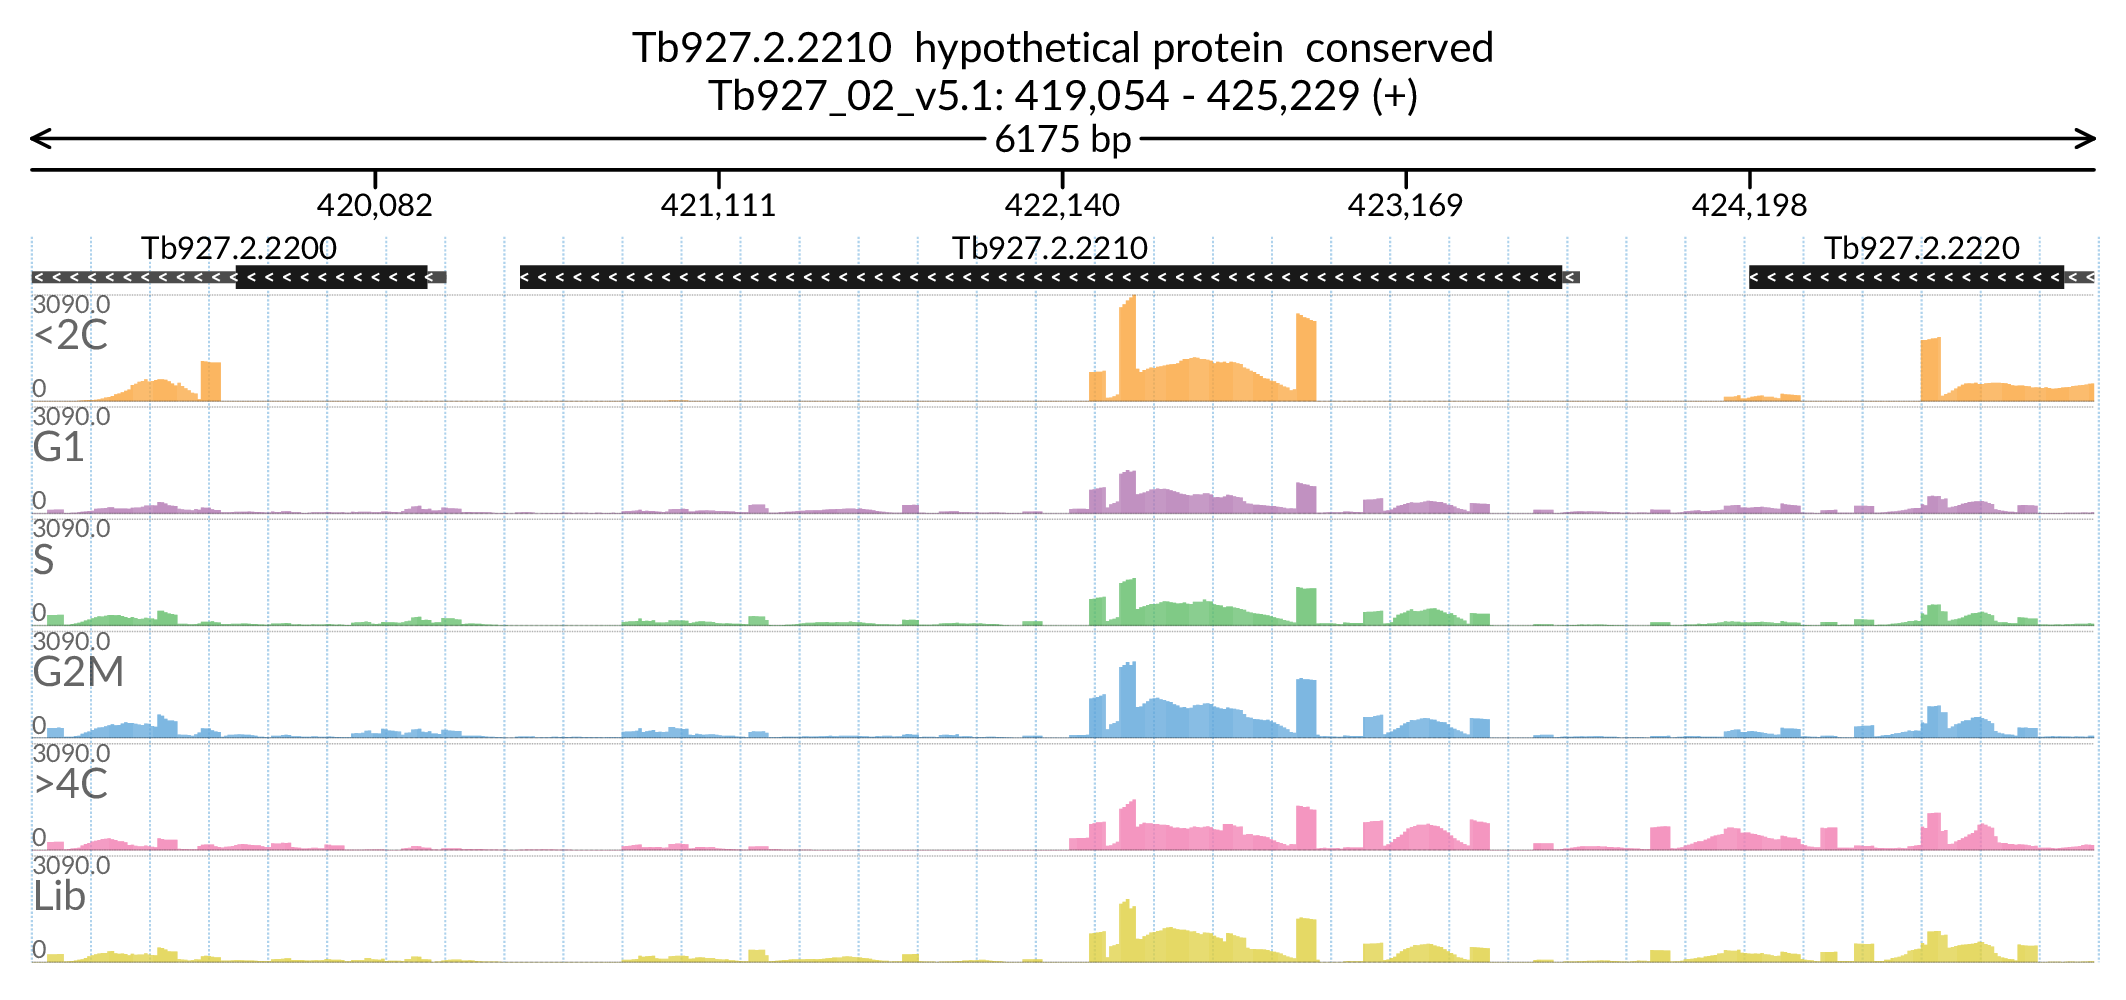 Tb927.2.2210  hypothetical protein  conserved
Tb927_02_v5.1: 419,054 - 425,229 (+)
6175 bp
420,082 421,111 422,140 423,169 424,198
Tb927.2.2200 Tb927.2.2210 Tb927.2.2220
3090.0
<2C
0
3090.0
G1
0
3090.0
S
0
3090.0
G2M
0
3090.0
>4C
0
3090.0
Lib
0